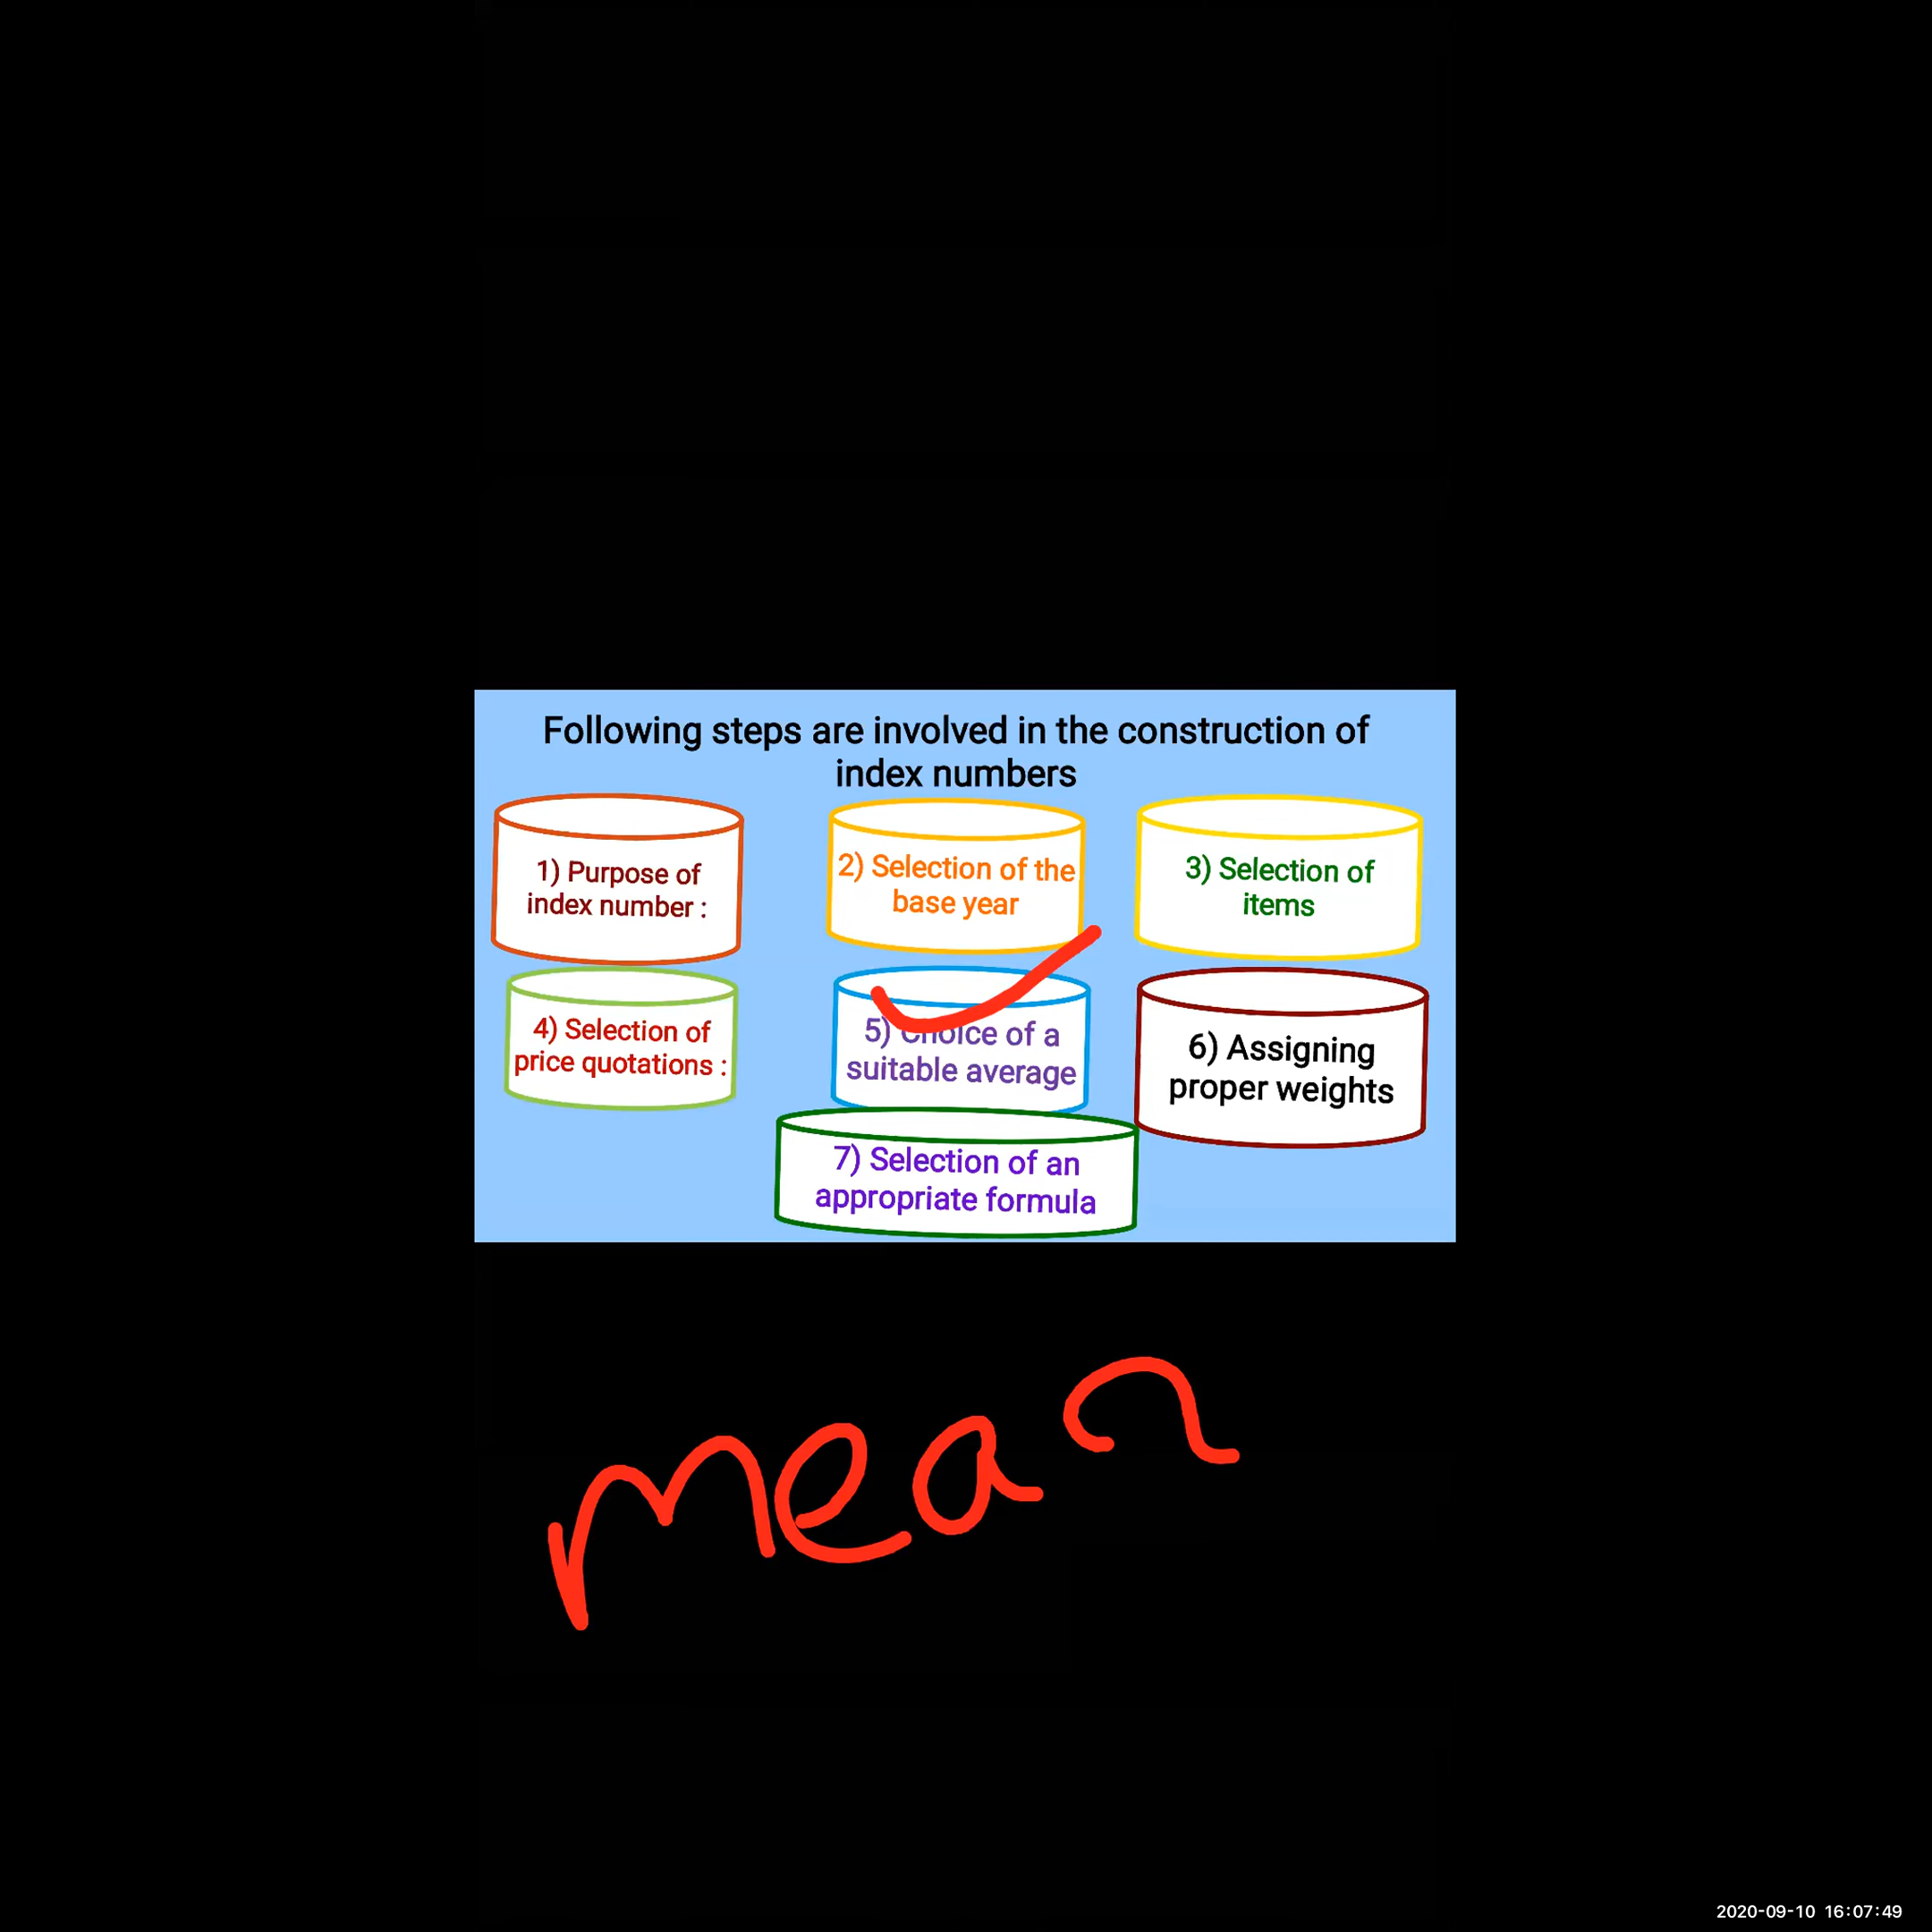 Following steps are involved in the construction of
index numbers
1) Purpose of
index number :
2) Selection of the
base year
3) Selection of
items
4) Selection of
price quotations :
5) Choice of a
suitable average
6) Assigning
proper weights
7) Selection of an
appropriate formula
mean
2020-09-10 16:07:49